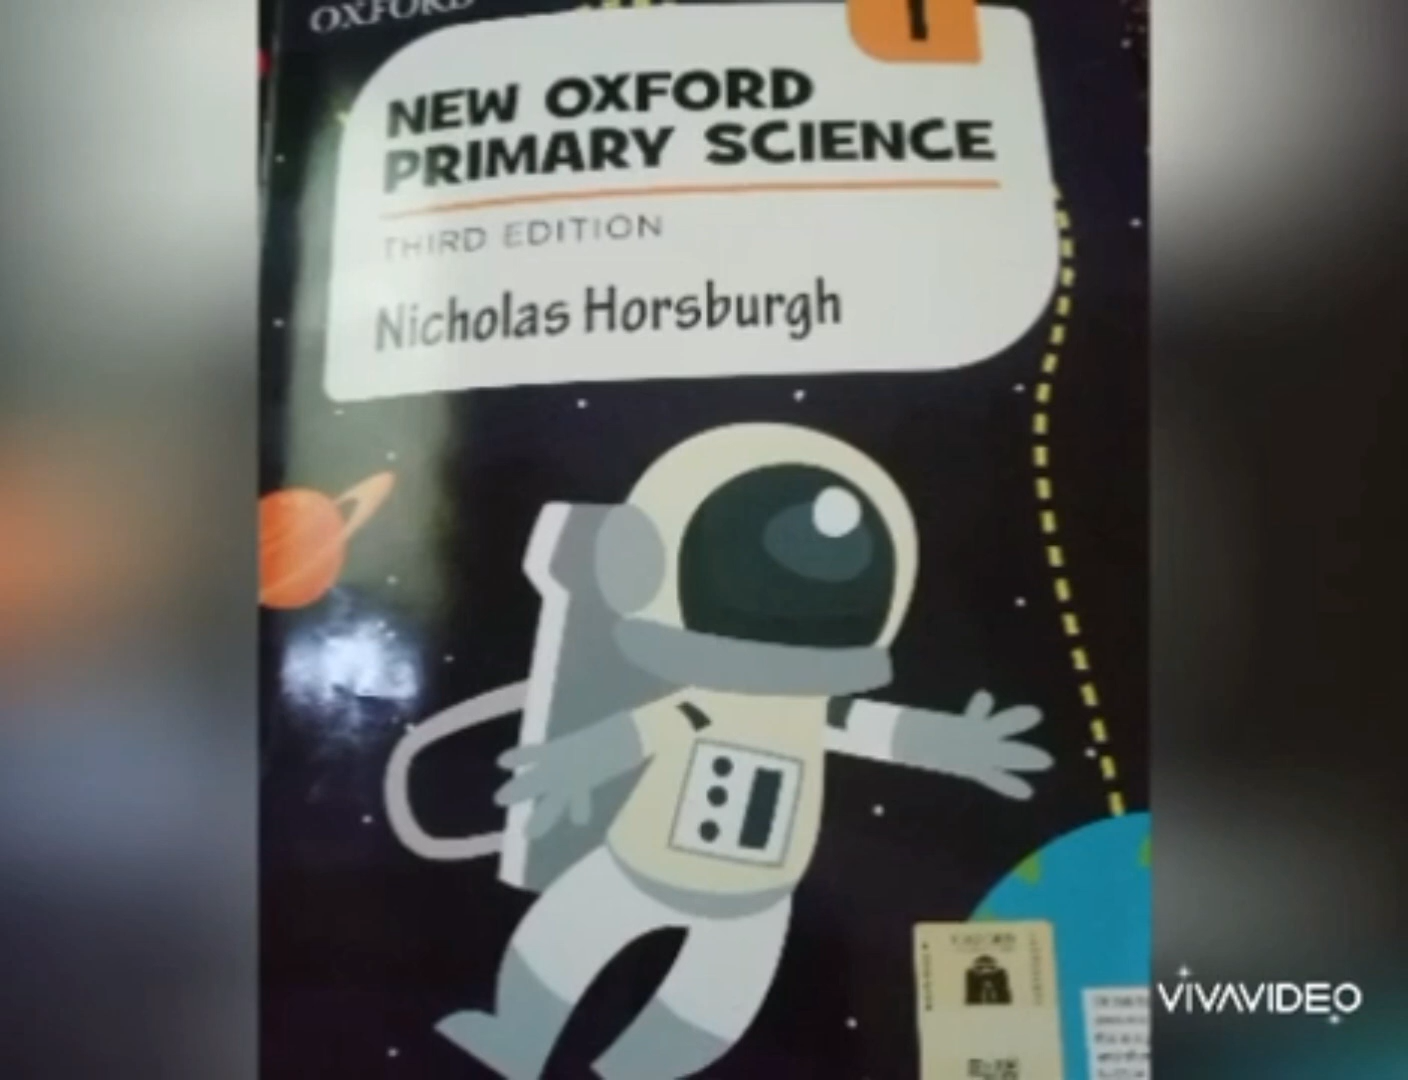 OXFORD
1
NEW OXFORD
PRIMARY SCIENCE
THIRD EDITION
Nicholas Horsburgh
VIVAVIDEO